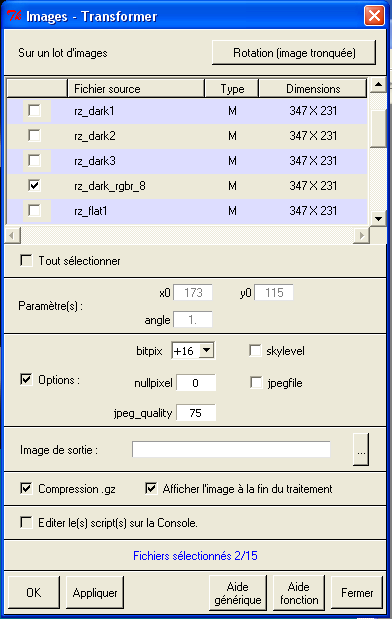 Images - Transformer
Sur un lot d'images Rotation (image tronquée)
Fichier source Type Dimensions
rz_dark1 M 347 X 231
rz_dark2 M 347 X 231
rz_dark3 M 347 X 231
rz_dark_rgbr_8 M 347 X 231
rz_flat1 M 347 X 231
Tout sélectionner
x0 173 y0 115
Paramètre(s) :
angle 1.
bitpix +16 skylevel
Options : nullpixel 0 jpegfile
jpeg_quality 75
Image de sortie : ...
Compression .gz Afficher l'image à la fin du traitement
Editer le(s) script(s) sur la Console.
Fichiers sélectionnés 2/15
OK Appliquer Aide générique Aide fonction Fermer